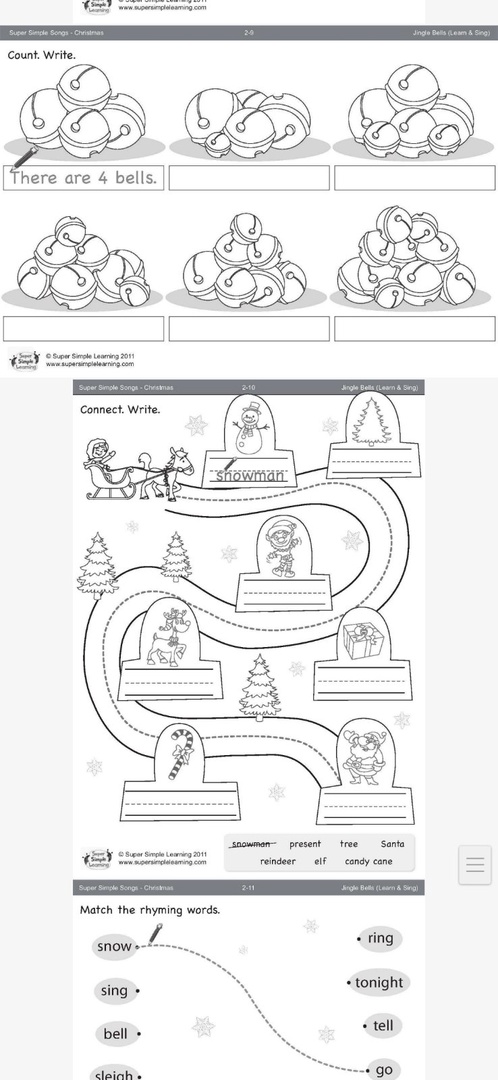 Super Simple Learning
www.supersimplelearning.com
Super Simple Songs - Christmas 2-9 Jingle Bells (Learn & Sing)
Count. Write.
There are 4 bells.
Super Simple Learning
© Super Simple Learning 2011
www.supersimplelearning.com
Super Simple Songs - Christmas 2-10 Jingle Bells (Learn & Sing)
Connect. Write.
snowman
snowman present tree Santa
reindeer elf candy cane
Super Simple Learning
© Super Simple Learning 2011
www.supersimplelearning.com
Super Simple Songs - Christmas 2-11 Jingle Bells (Learn & Sing)
Match the rhyming words.
snow ring
sing tonight
bell tell
sleigh go